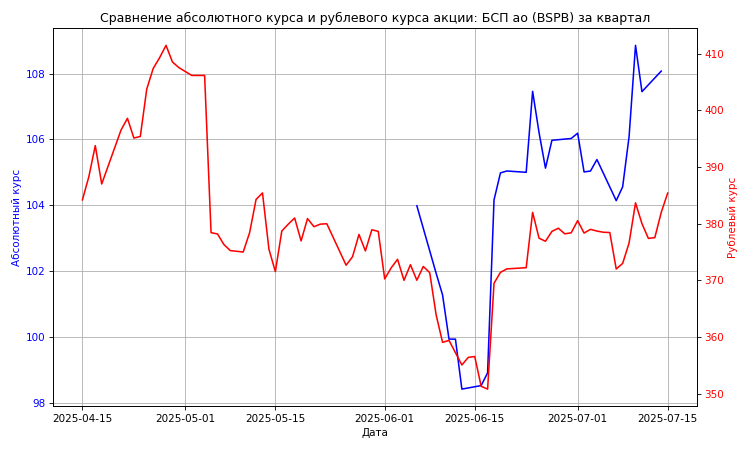 Сравнение абсолютного курса и рублевого курса акции: БСП ао (BSPB) за квартал
Абсолютный курс
108
106
104
102
100
98
410
400
390
380
370
360
350
Рублевый курс
2025-04-15 2025-05-01 2025-05-15 2025-06-01 2025-06-15 2025-07-01 2025-07-15
Дата